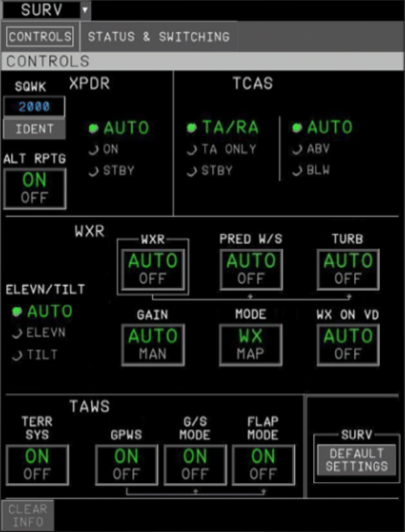 SURV
CONTROLS STATUS & SWITCHING
CONTROLS
SQWK XPDR TCAS
2000
IDENT AUTO TA/RA AUTO
ON TA ONLY ABV
ALT RPTG STBY STBY BLW
ON
OFF
WXR WXR PRED W/S TURB
AUTO AUTO AUTO
OFF OFF OFF
ELEVN/TILT
AUTO GAIN MODE WX ON VD
ELEVN AUTO WX AUTO
TILT MAN MAP OFF
TAWS
TERR G/S FLAP
SYS GPWS MODE MODE SURV
ON ON ON ON DEFAULT
OFF OFF OFF OFF SETTINGS
CLEAR
INFO